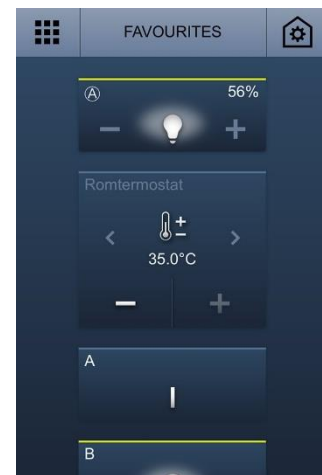 FAVOURITES
Ⓐ 56%
Romtermostat
35.0°C
A
B